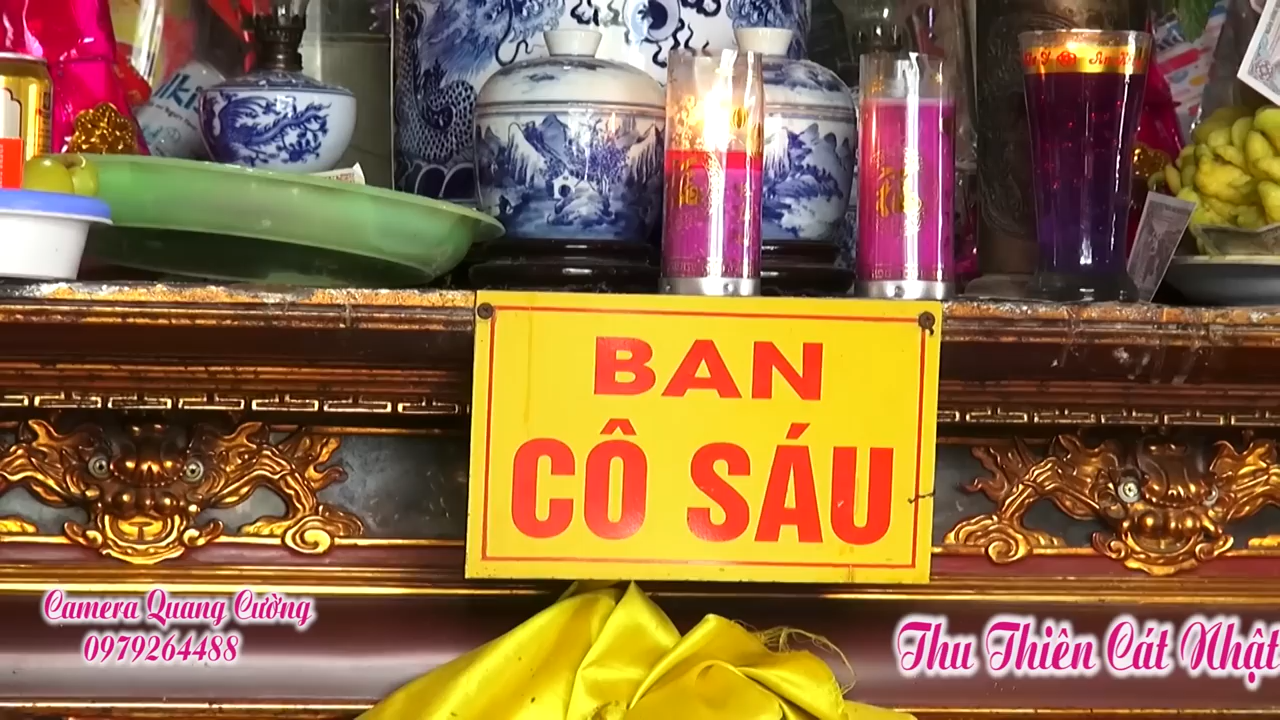 BAN
CÔ SÁU
Camera Quang Cường
0979264488
Thu Thiên Cát Nhật